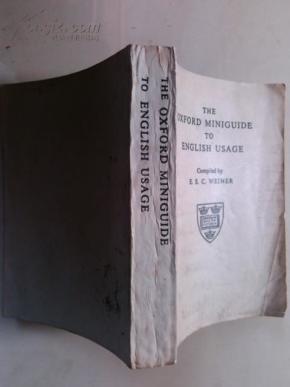 THE
OXFORD MINIGUIDE
TO
ENGLISH USAGE
Compiled by
E. S. C. WEINER
THE OXFORD MINIGUIDE
TO ENGLISH USAGE